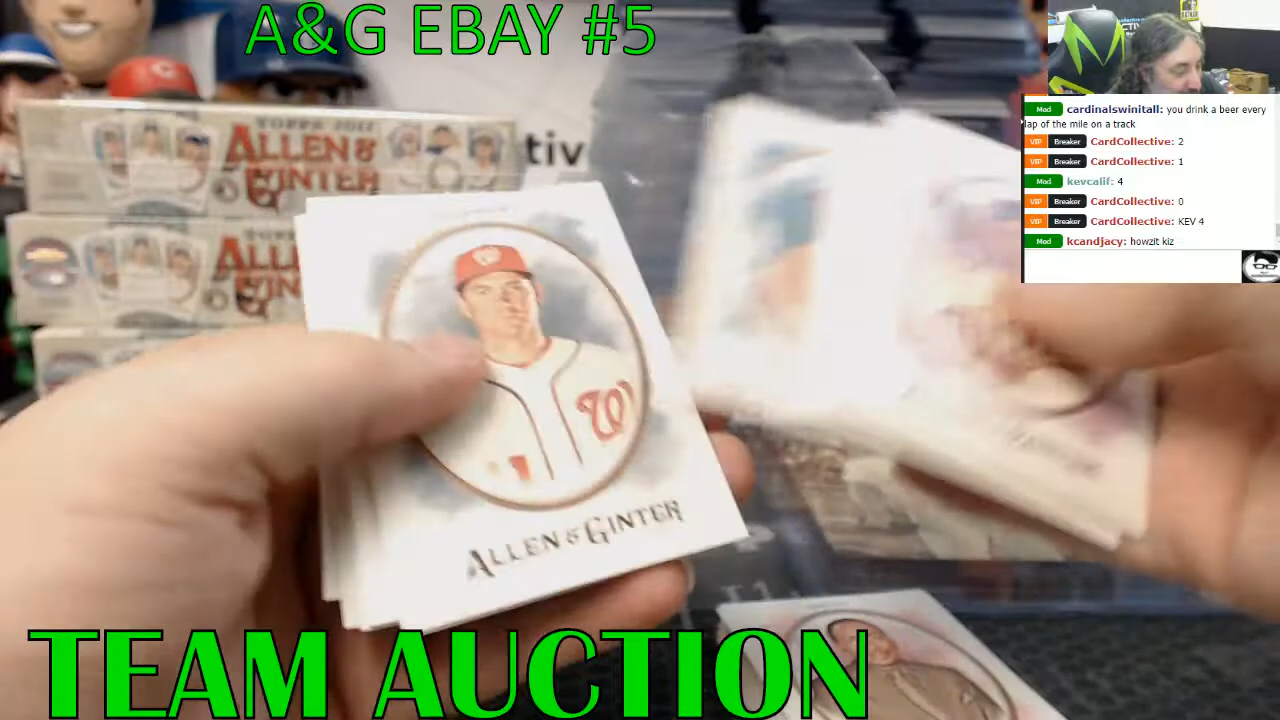 A&G EBAY #5
TOPPS 2017
ALLEN &
GINTER
tiv
ALLEN & GINTER
W
W
TEAM AUCTION
Mod cardinalswinitall: you drink a beer every
lap of the mile on a track
VIP Breaker CardCollective: 2
VIP Breaker CardCollective: 1
Mod kevcalif: 4
VIP Breaker CardCollective: 0
VIP Breaker CardCollective: KEV 4
Mod kcandjacy: howzit kiz